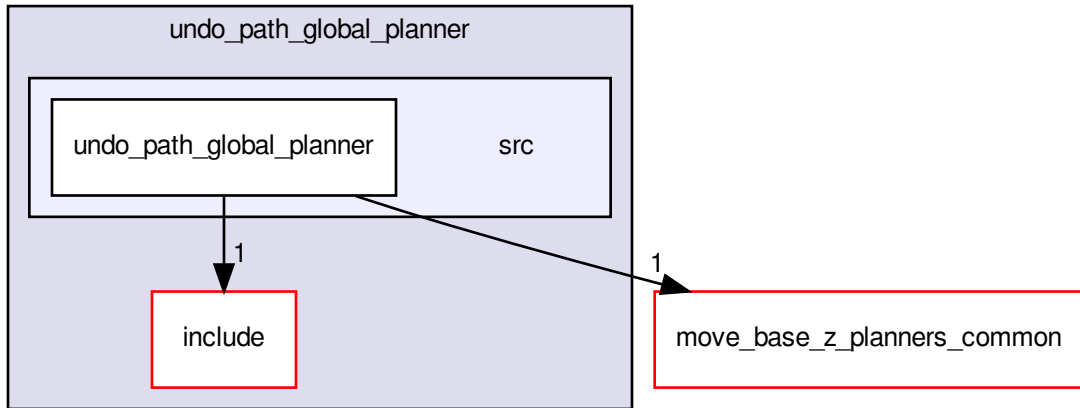 undo_path_global_planner
undo_path_global_planner
src
1
1
include
move_base_z_planners_common